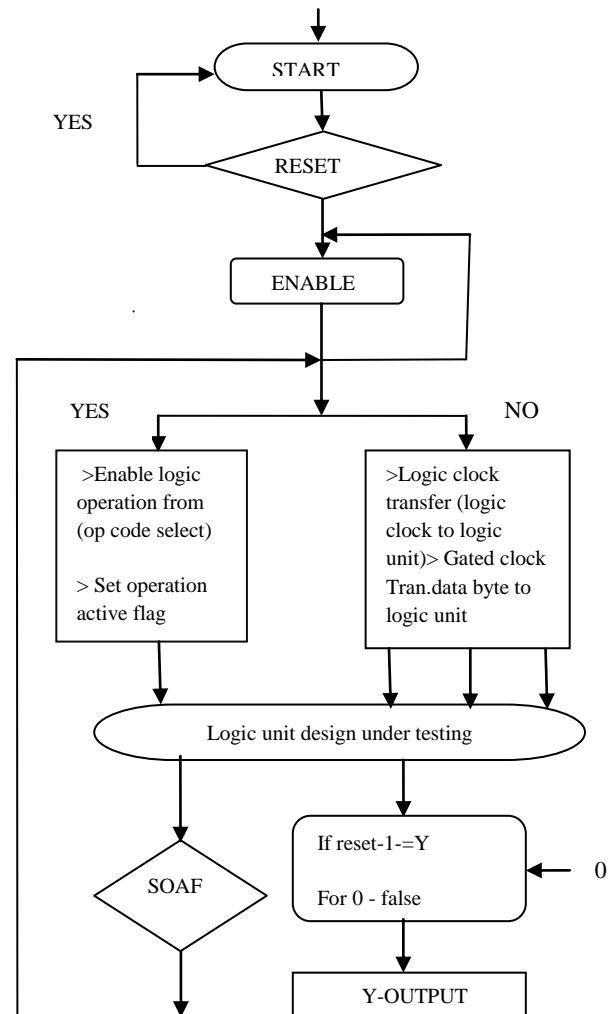 START
YES
RESET
ENABLE
YES
NO
>Enable logic
operation from
(op code select)
> Set operation
active flag
>Logic clock
transfer (logic
clock to logic
unit)> Gated clock
Tran.data byte to
logic unit
Logic unit design under testing
SOAF
If reset-1-=Y
For 0 - false
0
Y-OUTPUT